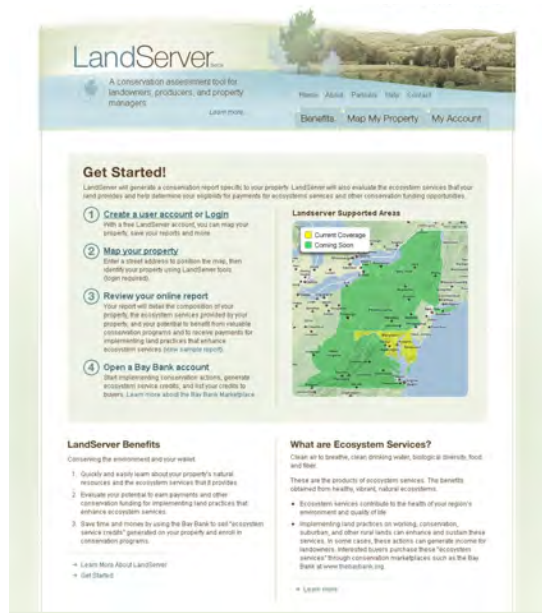 LandServer
A conservation assessment tool for
landowners, producers, and property
managers
Learn more
Home About Partners Help Contact
Benefits Map My Property My Account
Get Started!
LandServer will generate a conservation report specific to your property. LandServer will also evaluate the ecosystem services that your
land provides and help determine your eligibility for payments for ecosystems services and other conservation funding opportunities.
1 Create a user account or Login
With a free LandServer account, you can map your
property, save your reports and more.
2 Map your property
Enter a street address to position the map, then
identify your property using LandServer tools
(login required).
3 Review your online report
Your report will detail the composition of your
property, the ecosystem services provided by your
property, and your potential to benefit from valuable
conservation programs and to receive payments for
implementing land practices that enhance
ecosystem services (view sample report).
4 Open a Bay Bank account
Start implementing conservation actions, generate
ecosystem service credits, and list your credits to
buyers. Learn more about the Bay Bank Marketplace.
Landserver Supported Areas
Current Coverage
Coming Soon
LandServer Benefits
Conserving the environment and your wallet.
1. Quickly and easily learn about your property's natural
resources and the ecosystem services that it provides.
2. Evaluate your potential to earn payments and other
conservation funding for implementing land practices that
enhance ecosystem services.
3. Save time and money by using the Bay Bank to sell "ecosystem
service credits" generated on your property and enroll in
conservation programs.
→ Learn More About LandServer
→ Get Started
What are Ecosystem Services?
Clean air to breathe, clean drinking water, biological diversity, food,
and fiber.
These are the products of ecosystem services. The benefits
obtained from healthy, vibrant, natural ecosystems.
• Ecosystem services contribute to the health of your region's
environment and quality of life
• Implementing land practices on working, conservation,
suburban, and other rural lands can enhance and sustain these
services. In some cases, these actions can generate income for
landowners. Interested buyers purchase these "ecosystem
services" through conservation marketplaces such as the Bay
Bank at www.thebaybank.org.
→ Learn more